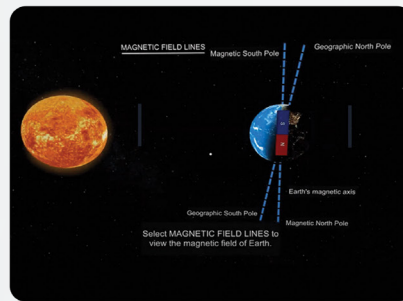 MAGNETIC FIELD LINES
Magnetic South Pole
Geographic North Pole
S
N
Earth's magnetic axis
Geographic South Pole
Magnetic North Pole
Select MAGNETIC FIELD LINES to
view the magnetic field of Earth.